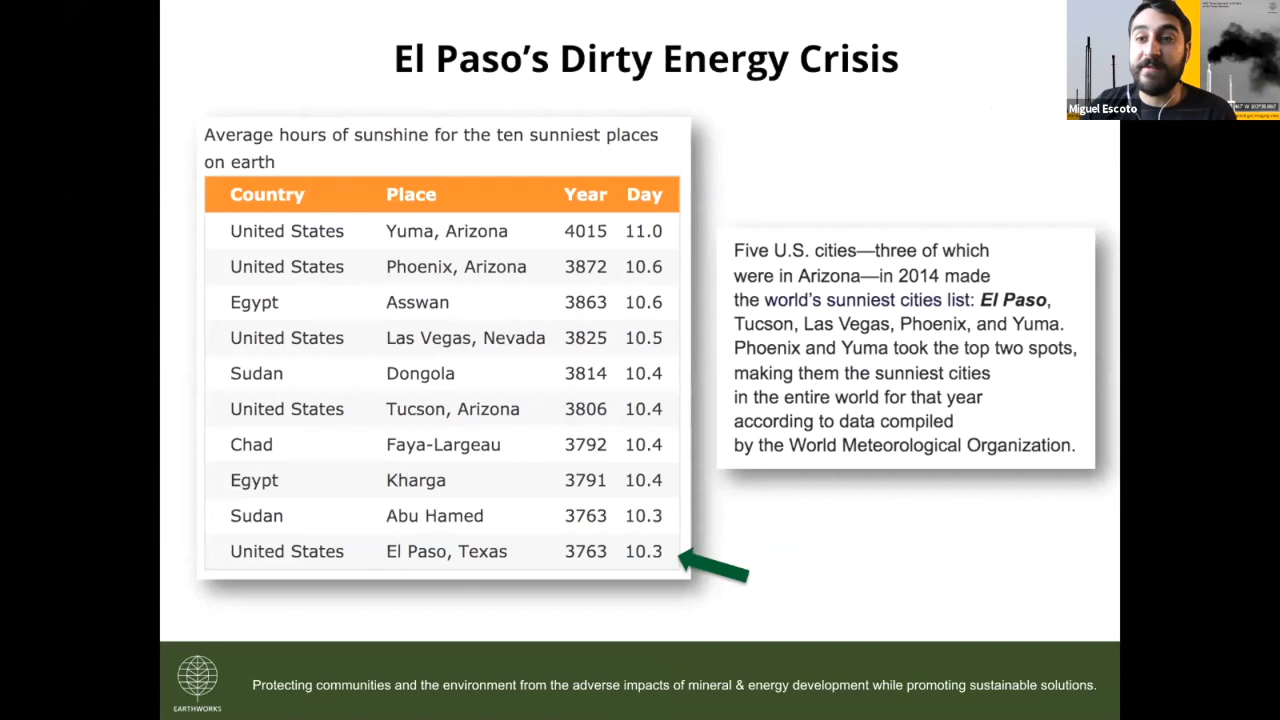 El Paso's Dirty Energy Crisis
Miguel Escoto
Average hours of sunshine for the ten sunniest places
on earth
Country Place Year Day
United States Yuma, Arizona 4015 11.0
United States Phoenix, Arizona 3872 10.6
Egypt Asswan 3863 10.6
United States Las Vegas, Nevada 3825 10.5
Sudan Dongola 3814 10.4
United States Tucson, Arizona 3806 10.4
Chad Faya-Largeau 3792 10.4
Egypt Kharga 3791 10.4
Sudan Abu Hamed 3763 10.3
United States El Paso, Texas 3763 10.3
Five U.S. cities—three of which
were in Arizona—in 2014 made
the world's sunniest cities list: El Paso,
Tucson, Las Vegas, Phoenix, and Yuma.
Phoenix and Yuma took the top two spots,
making them the sunniest cities
in the entire world for that year
according to data compiled
by the World Meteorological Organization.
EARTHWORKS
Protecting communities and the environment from the adverse impacts of mineral & energy development while promoting sustainable solutions.